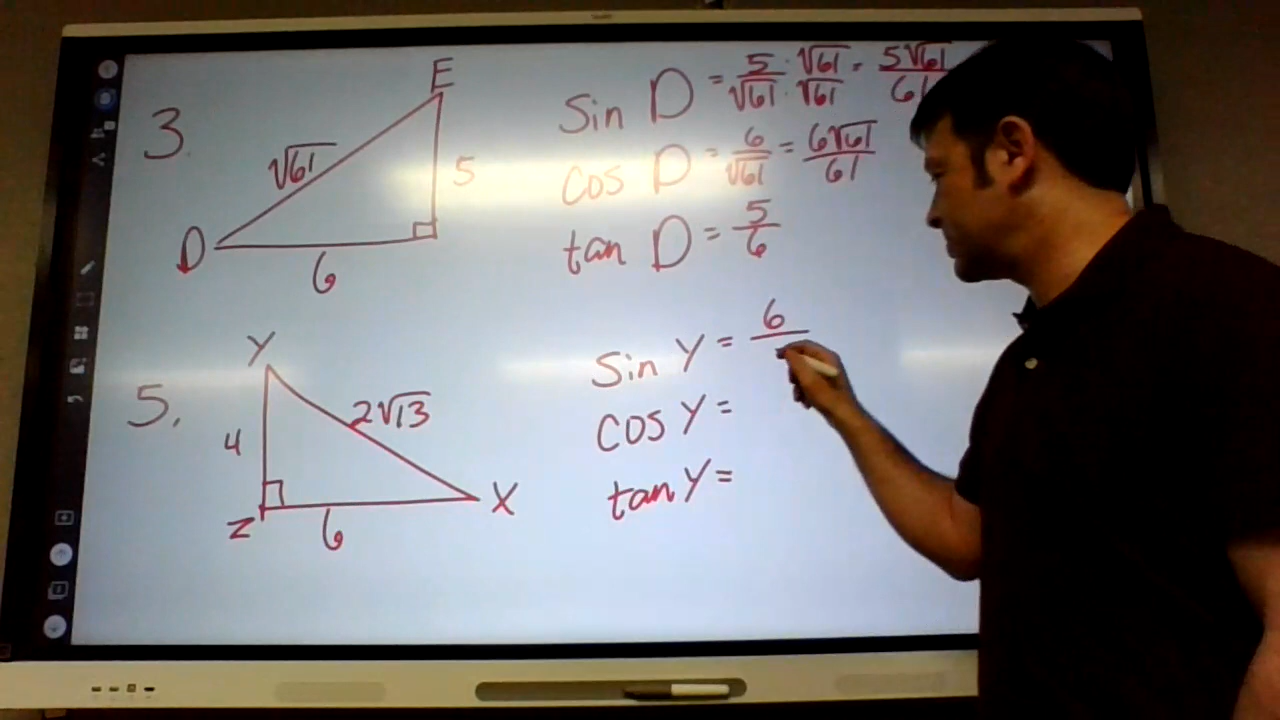 3.
E
√61
5
D
6
sin D = 5/√61 · √61/√61 = 5√61/61
cos D = 6/√61 = 6√61/61
tan D = 5/6
5.
Y
4
2√13
Z
6
X
sin Y = 6/
cos Y =
tan Y =